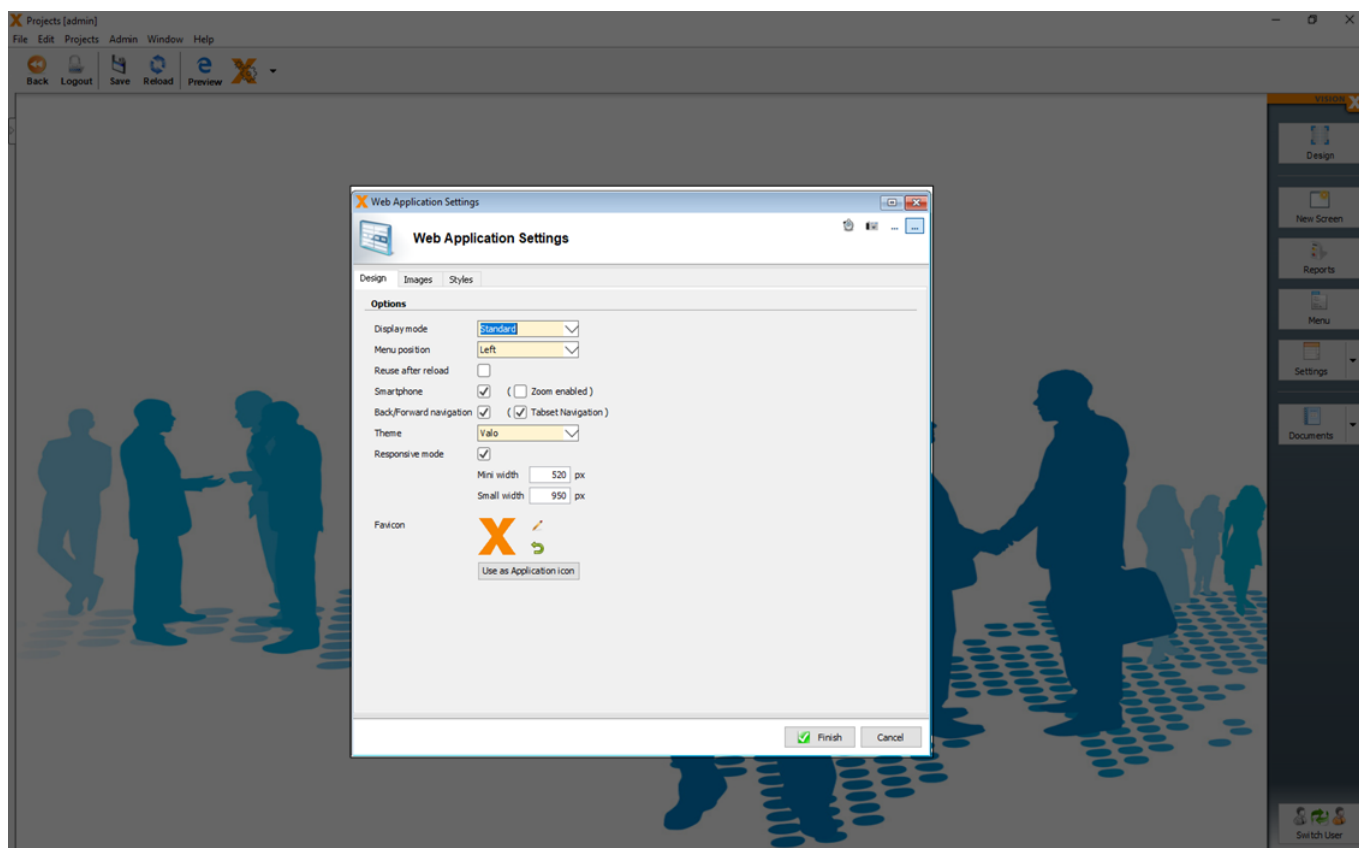 Projects [admin]
File Edit Projects Admin Window Help
Back Logout Save Reload Preview
VISION X
Design
New Screen
Reports
Menu
Settings
Documents
Switch User
Web Application Settings
Web Application Settings
... ...
Design Images Styles
Options
Display mode Standard
Menu position Left
Reuse after reload
Smartphone ( Zoom enabled )
Back/Forward navigation ( Tabset Navigation )
Theme Valo
Responsive mode
Mini width 520 px
Small width 950 px
Favicon X
Use as Application icon
Finish Cancel